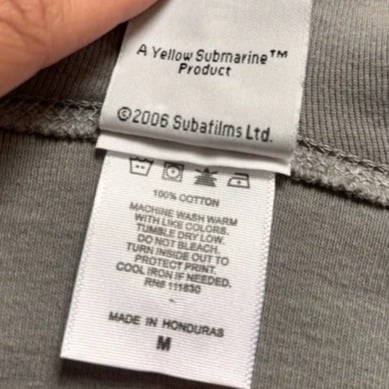 A Yellow Submarine™
Product
©2006 Subafilms Ltd.
100% COTTON
MACHINE WASH WARM
WITH LIKE COLORS.
TUMBLE DRY LOW.
DO NOT BLEACH.
TURN INSIDE OUT TO
PROTECT PRINT.
COOL IRON IF NEEDED.
RN# 111830
MADE IN HONDURAS
M